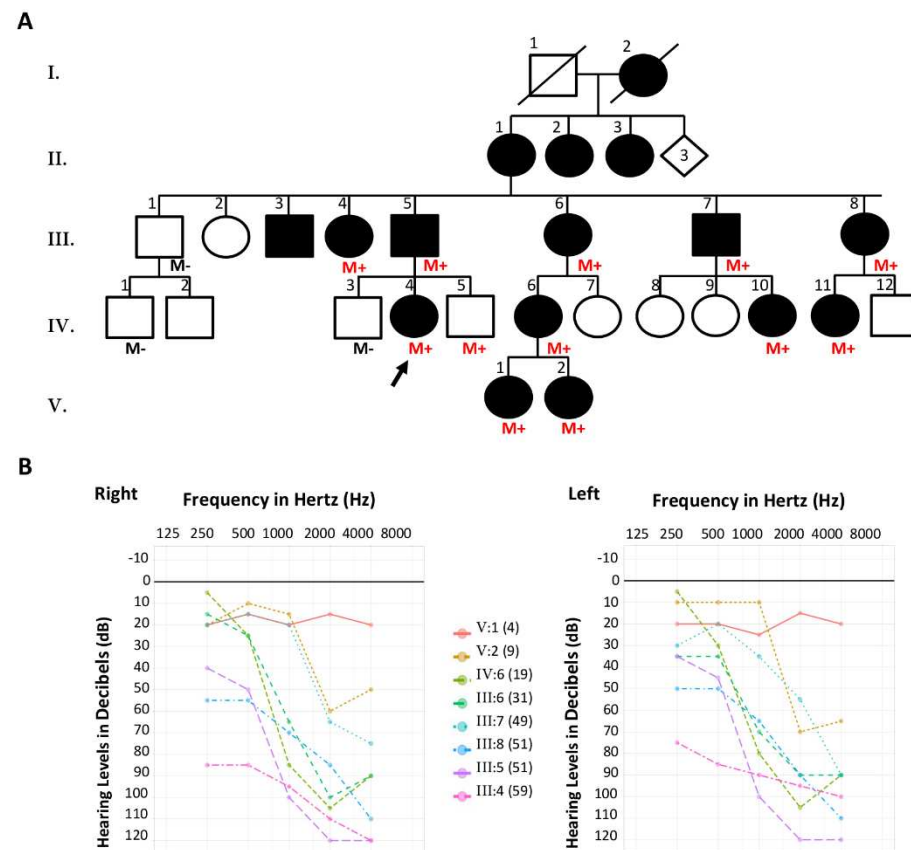 A
I.
1 2
II.
1 2 3 3
III.
1 2 3 4 5 6 7 8
M- M+ M+ M+ M+ M+
IV.
1 2 3 4 5 6 7 8 9 10 11 12
M- M- M+ M+ M+ M+ M+
V.
1 2
M+ M+
B
Right
Frequency in Hertz (Hz)
125 250 500 1000 2000 4000 8000
Hearing Levels in Decibels (dB)
-10
0
10
20
30
40
50
60
70
80
90
100
110
120
V:1 (4)
V:2 (9)
IV:6 (19)
III:6 (31)
III:7 (49)
III:8 (51)
III:5 (51)
III:4 (59)
Left
Frequency in Hertz (Hz)
125 250 500 1000 2000 4000 8000
Hearing Levels in Decibels (dB)
-10
0
10
20
30
40
50
60
70
80
90
100
110
120